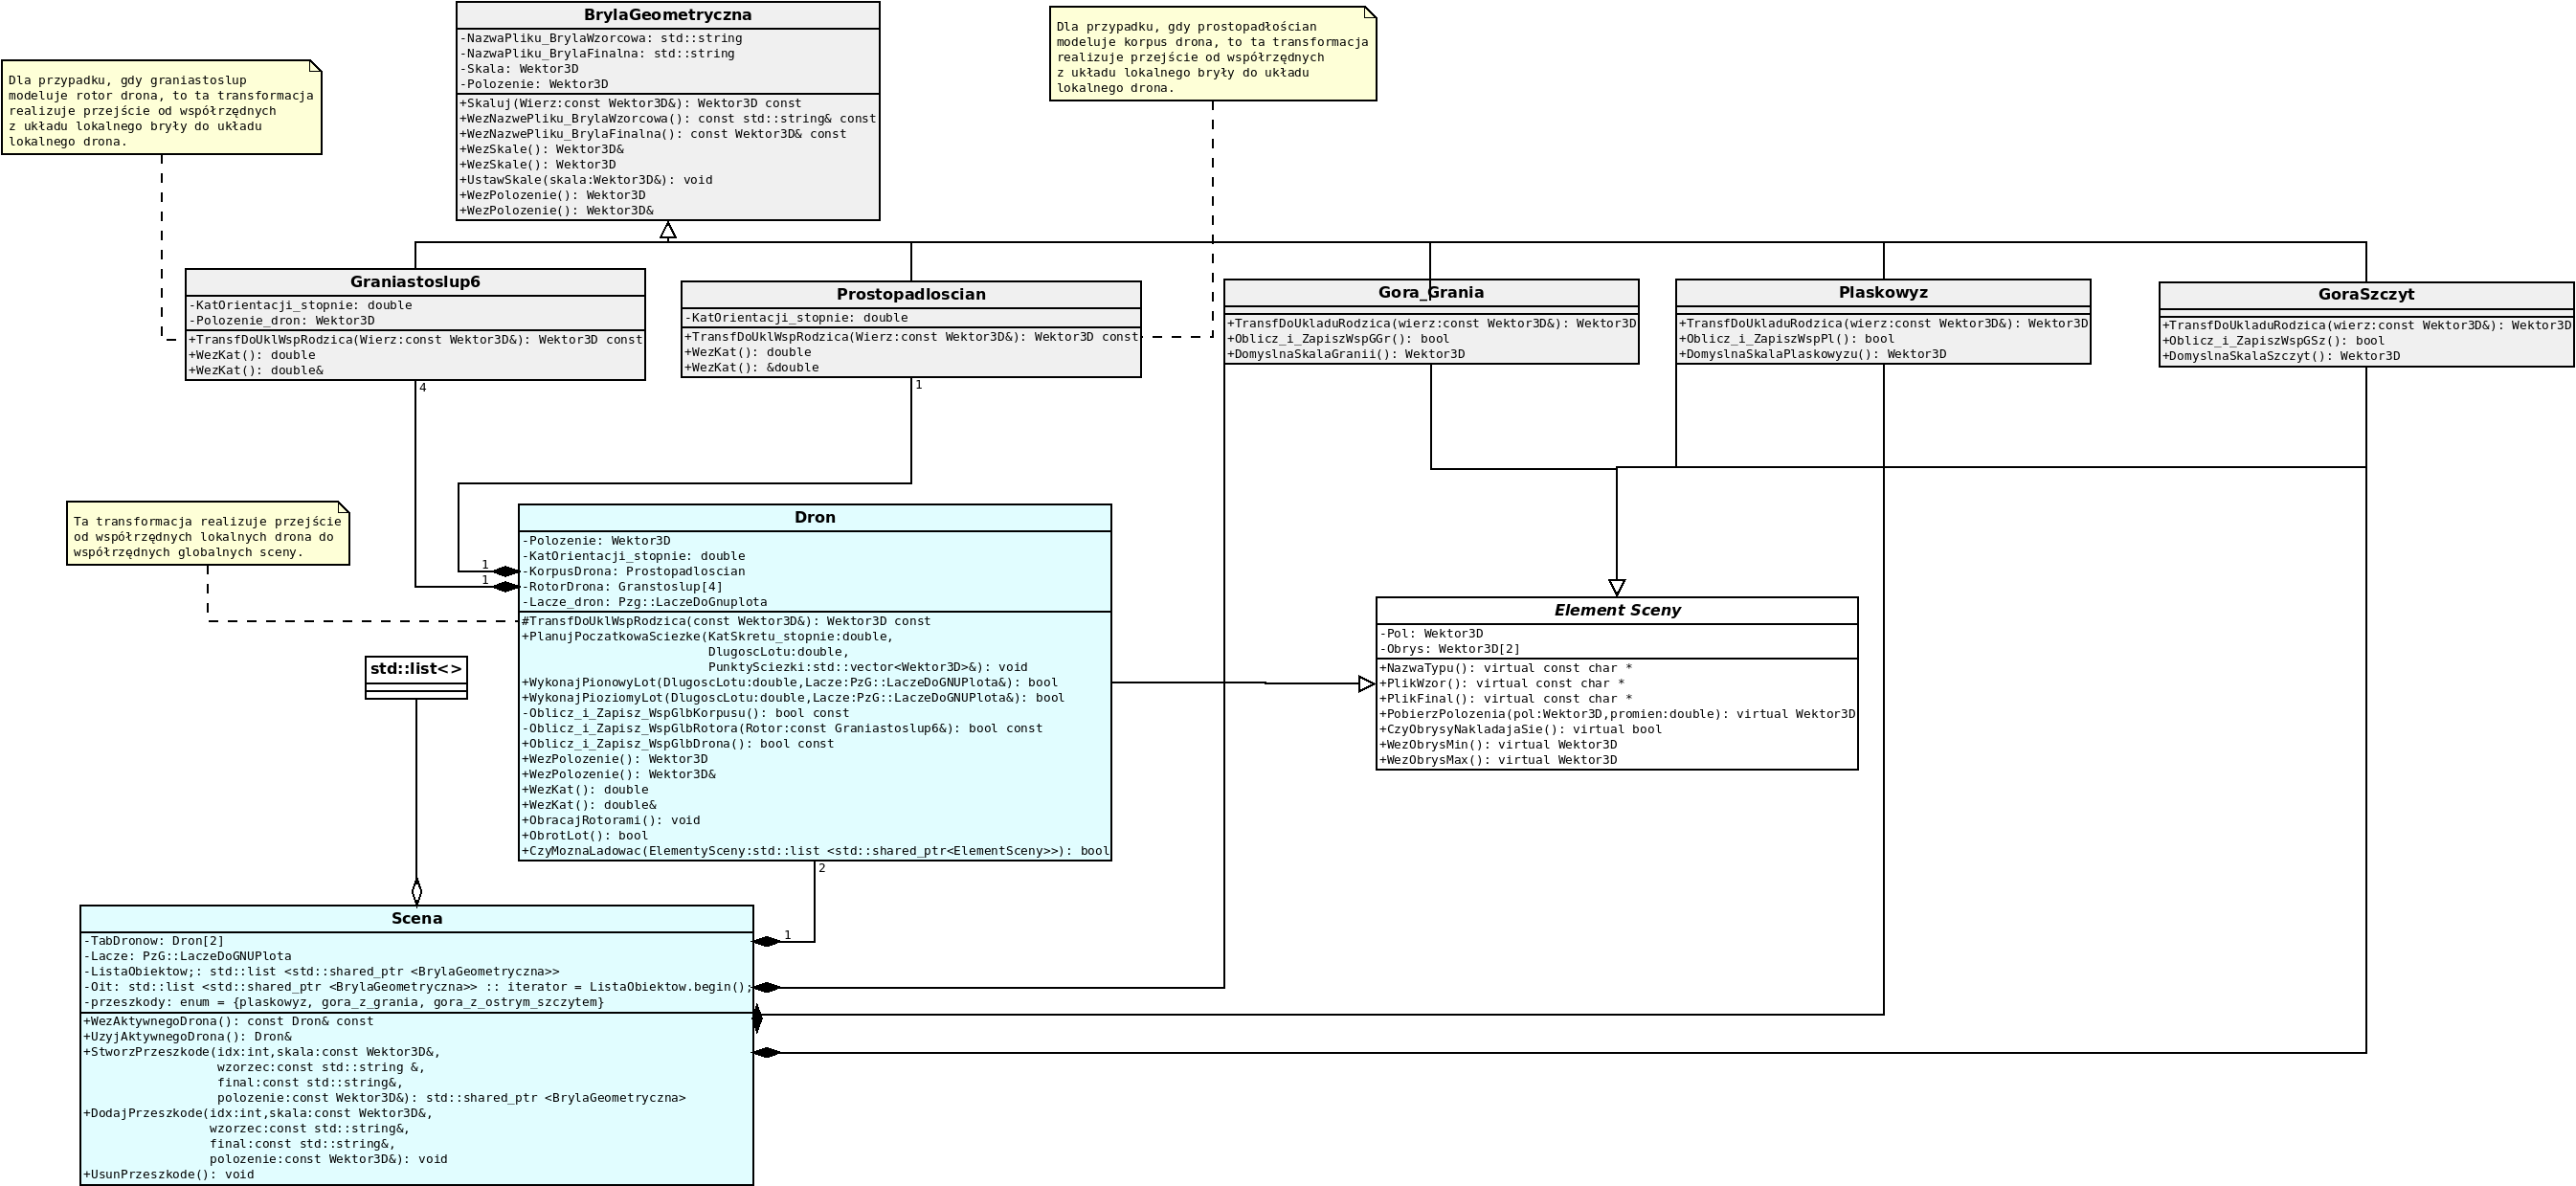 BrylaGeometryczna
-NazwaPliku_BrylaWzorcowa: std::string
-NazwaPliku_BrylaFinalna: std::string
-Skala: Wektor3D
-Polozenie: Wektor3D
+Skaluj(Wierz:const Wektor3D&): Wektor3D const
+WezNazwePliku_BrylaWzorcowa(): const std::string& const
+WezNazwePliku_BrylaFinalna(): const Wektor3D& const
+WezSkale(): Wektor3D&
+WezSkale(): Wektor3D
+UstawSkale(skala:Wektor3D&): void
+WezPolozenie(): Wektor3D
+WezPolozenie(): Wektor3D&
Dla przypadku, gdy prostopadłościan
modeluje korpus drona, to ta transformacja
realizuje przejście od współrzędnych
z układu lokalnego bryły do układu
lokalnego drona.
Dla przypadku, gdy graniastoslup
modeluje rotor drona, to ta transformacja
realizuje przejście od współrzędnych
z układu lokalnego bryły do układu
lokalnego drona.
Graniastoslup6
-KatOrientacji_stopnie: double
-Polozenie_dron: Wektor3D
+TransfDoUklWspRodzica(Wierz:const Wektor3D&): Wektor3D const
+WezKat(): double
+WezKat(): double&
4
Prostopadloscian
-KatOrientacji_stopnie: double
+TransfDoUklWspRodzica(Wierz:const Wektor3D&): Wektor3D const
+WezKat(): double
+WezKat(): &double
1
Gora_Grania
+TransfDoUkladuRodzica(wierz:const Wektor3D&): Wektor3D
+Oblicz_i_ZapiszWspGGr(): bool
+DomyslnaSkalaGranii(): Wektor3D
Plaskowyz
+TransfDoUkladuRodzica(wierz:const Wektor3D&): Wektor3D
+Oblicz_i_ZapiszWspPl(): bool
+DomyslnaSkalaPlaskowyzu(): Wektor3D
GoraSzczyt
+TransfDoUkladuRodzica(wierz:const Wektor3D&): Wektor3D
+Oblicz_i_ZapiszWspGSz(): bool
+DomyslnaSkalaSzczyt(): Wektor3D
Ta transformacja realizuje przejście
od współrzędnych lokalnych drona do
współrzędnych globalnych sceny.
1
1
Dron
-Polozenie: Wektor3D
-KatOrientacji_stopnie: double
-KorpusDrona: Prostopadloscian
-RotorDrona: Granstoslup[4]
-Lacze_dron: Pzg::LaczeDoGnuplota
#TransfDoUklWspRodzica(const Wektor3D&): Wektor3D const
+PlanujPoczatkowaSciezke(KatSkretu_stopnie:double,
DlugoscLotu:double,
PunktySciezki:std::vector<Wektor3D>&): void
+WykonajPionowyLot(DlugoscLotu:double,Lacze:PzG::LaczeDoGNUPlota&): bool
+WykonajPioziomyLot(DlugoscLotu:double,Lacze:PzG::LaczeDoGNUPlota&): bool
-Oblicz_i_Zapisz_WspGlbKorpusu(): bool const
-Oblicz_i_Zapisz_WspGlbRotora(Rotor:const Graniastoslup6&): bool const
+Oblicz_i_Zapisz_WspGlbDrona(): bool const
+WezPolozenie(): Wektor3D
+WezPolozenie(): Wektor3D&
+WezKat(): double
+WezKat(): double&
+ObracajRotorami(): void
+ObrotLot(): bool
+CzyMoznaLadowac(ElementySceny:std::list <std::shared_ptr<ElementSceny>>): bool
2
Element Sceny
-Pol: Wektor3D
-Obrys: Wektor3D[2]
+NazwaTypu(): virtual const char *
+PlikWzor(): virtual const char *
+PlikFinal(): virtual const char *
+PobierzPolozenia(pol:Wektor3D,promien:double): virtual Wektor3D
+CzyObrysyNakladajaSie(): virtual bool
+WezObrysMin(): virtual Wektor3D
+WezObrysMax(): virtual Wektor3D
std::list<>
Scena
-TabDronow: Dron[2]
-Lacze: PzG::LaczeDoGNUPlota
-ListaObiektow;: std::list <std::shared_ptr <BrylaGeometryczna>>
-Oit: std::list <std::shared_ptr <BrylaGeometryczna>> :: iterator = ListaObiektow.begin();
-przeszkody: enum = {plaskowyz, gora_z_grania, gora_z_ostrym_szczytem}
+WezAktywnegoDrona(): const Dron& const
+UzyjAktywnegoDrona(): Dron&
+StworzPrzeszkode(idx:int,skala:const Wektor3D&,
wzorzec:const std::string &,
final:const std::string&,
polozenie:const Wektor3D&): std::shared_ptr <BrylaGeometryczna>
+DodajPrzeszkode(idx:int,skala:const Wektor3D&,
wzorzec:const std::string&,
final:const std::string&,
polozenie:const Wektor3D&): void
+UsunPrzeszkode(): void
1